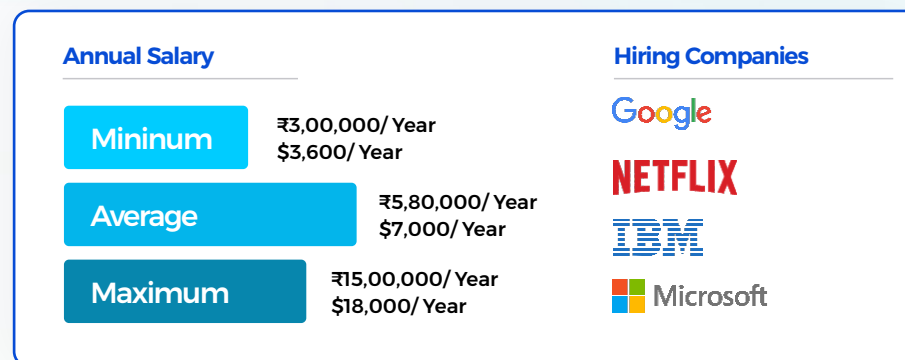 Annual Salary
Mininum
₹3,00,000/ Year
$3,600/ Year
Average
₹5,80,000/ Year
$7,000/ Year
Maximum
₹15,00,000/ Year
$18,000/ Year
Hiring Companies
Google
NETFLIX
IBM
Microsoft